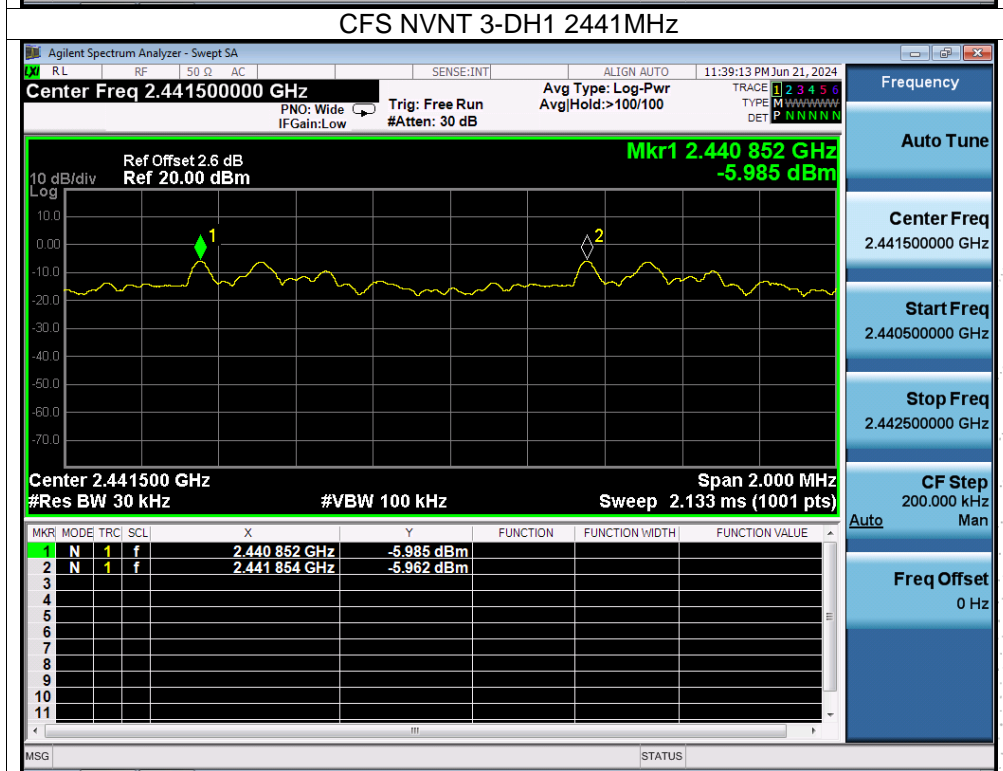 CFS NVNT 3-DH1 2441MHz
Agilent Spectrum Analyzer - Swept SA
LXI RL RF 50 Ω AC SENSE:INT ALIGN AUTO 11:39:13 PM Jun 21, 2024
Center Freq 2.441500000 GHz
PNO: Wide
IFGain:Low
Trig: Free Run
#Atten: 30 dB
Avg Type: Log-Pwr
Avg|Hold:>100/100
TRACE 1 2 3 4 5 6
TYPE M WWWWW
DET P N N N N N
Mkr1 2.440 852 GHz
-5.985 dBm
Ref Offset 2.6 dB
10 dB/div Ref 20.00 dBm
Log
10.0
0.00
-10.0
-20.0
-30.0
-40.0
-50.0
-60.0
-70.0
1
2
Center 2.441500 GHz Span 2.000 MHz
#Res BW 30 kHz #VBW 100 kHz Sweep 2.133 ms (1001 pts)
MKR MODE TRC SCL X Y FUNCTION FUNCTION WIDTH FUNCTION VALUE
1 N 1 f 2.440 852 GHz -5.985 dBm
2 N 1 f 2.441 854 GHz -5.962 dBm
3
4
5
6
7
8
9
10
11
MSG STATUS
Frequency
Auto Tune
Center Freq
2.441500000 GHz
Start Freq
2.440500000 GHz
Stop Freq
2.442500000 GHz
CF Step
200.000 kHz
Auto Man
Freq Offset
0 Hz